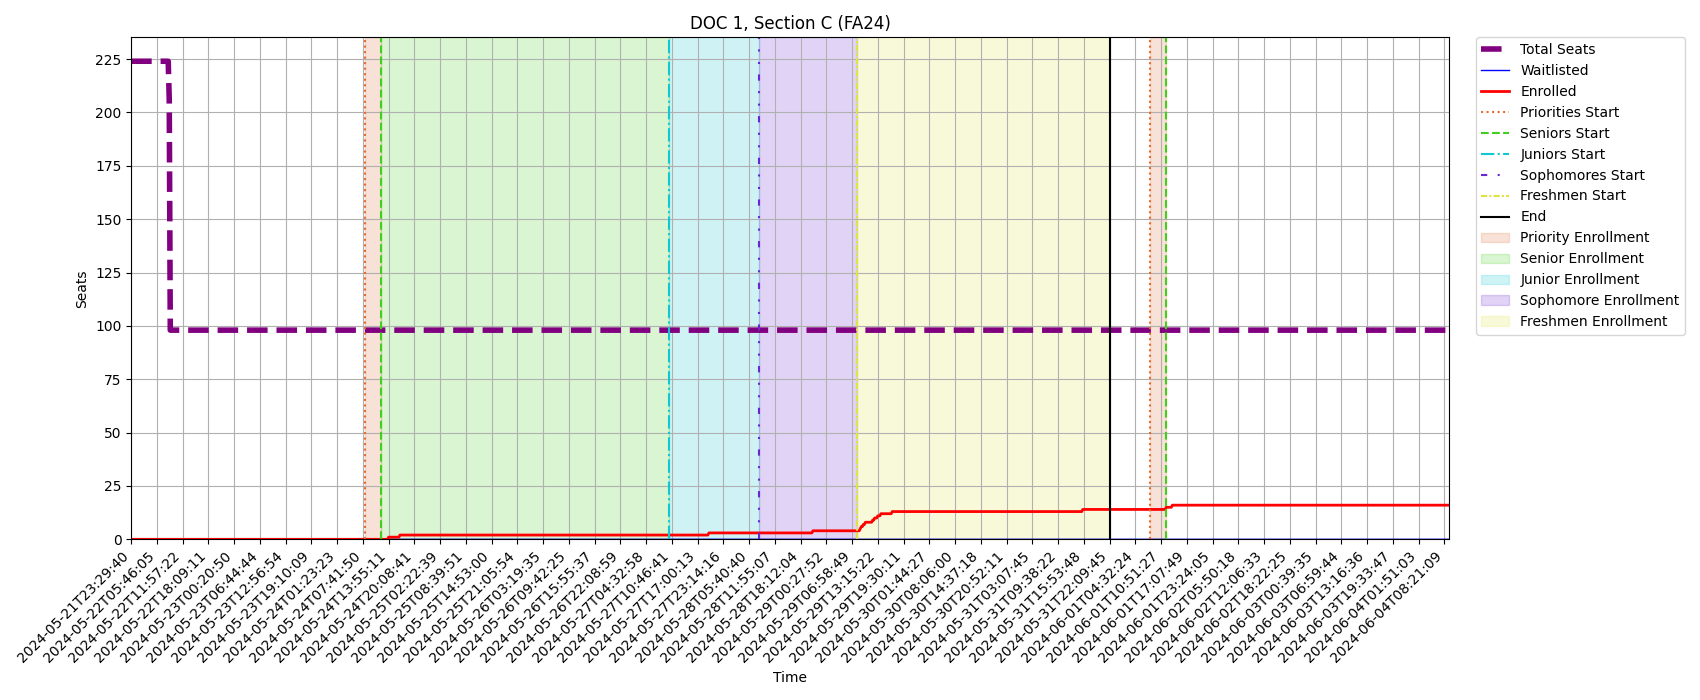 DOC 1, Section C (FA24)
Seats
225
200
175
150
125
100
75
50
25
0
2024-05-21T23:29:40
2024-05-22T05:46:05
2024-05-22T11:57:22
2024-05-22T18:09:11
2024-05-23T00:20:50
2024-05-23T06:44:44
2024-05-23T12:56:54
2024-05-23T19:10:09
2024-05-24T01:23:23
2024-05-24T07:41:50
2024-05-24T13:55:11
2024-05-24T20:08:41
2024-05-25T02:22:39
2024-05-25T08:39:51
2024-05-25T14:53:00
2024-05-25T21:05:54
2024-05-26T03:19:35
2024-05-26T09:42:25
2024-05-26T15:55:37
2024-05-26T22:08:59
2024-05-27T04:32:58
2024-05-27T10:46:41
2024-05-27T17:00:13
2024-05-27T23:14:16
2024-05-28T05:40:40
2024-05-28T11:55:07
2024-05-28T18:12:04
2024-05-29T00:27:52
2024-05-29T06:58:49
2024-05-29T13:15:22
2024-05-29T19:30:11
2024-05-30T01:44:27
2024-05-30T08:06:00
2024-05-30T14:37:18
2024-05-30T20:52:11
2024-05-31T03:07:45
2024-05-31T09:38:22
2024-05-31T15:53:48
2024-05-31T22:09:45
2024-06-01T04:32:24
2024-06-01T10:51:27
2024-06-01T17:07:49
2024-06-01T23:24:05
2024-06-02T05:50:18
2024-06-02T12:06:33
2024-06-02T18:22:25
2024-06-03T00:39:35
2024-06-03T06:59:44
2024-06-03T13:16:36
2024-06-03T19:33:47
2024-06-04T01:51:03
2024-06-04T08:21:09
Time
Total Seats
Waitlisted
Enrolled
Priorities Start
Seniors Start
Juniors Start
Sophomores Start
Freshmen Start
End
Priority Enrollment
Senior Enrollment
Junior Enrollment
Sophomore Enrollment
Freshmen Enrollment